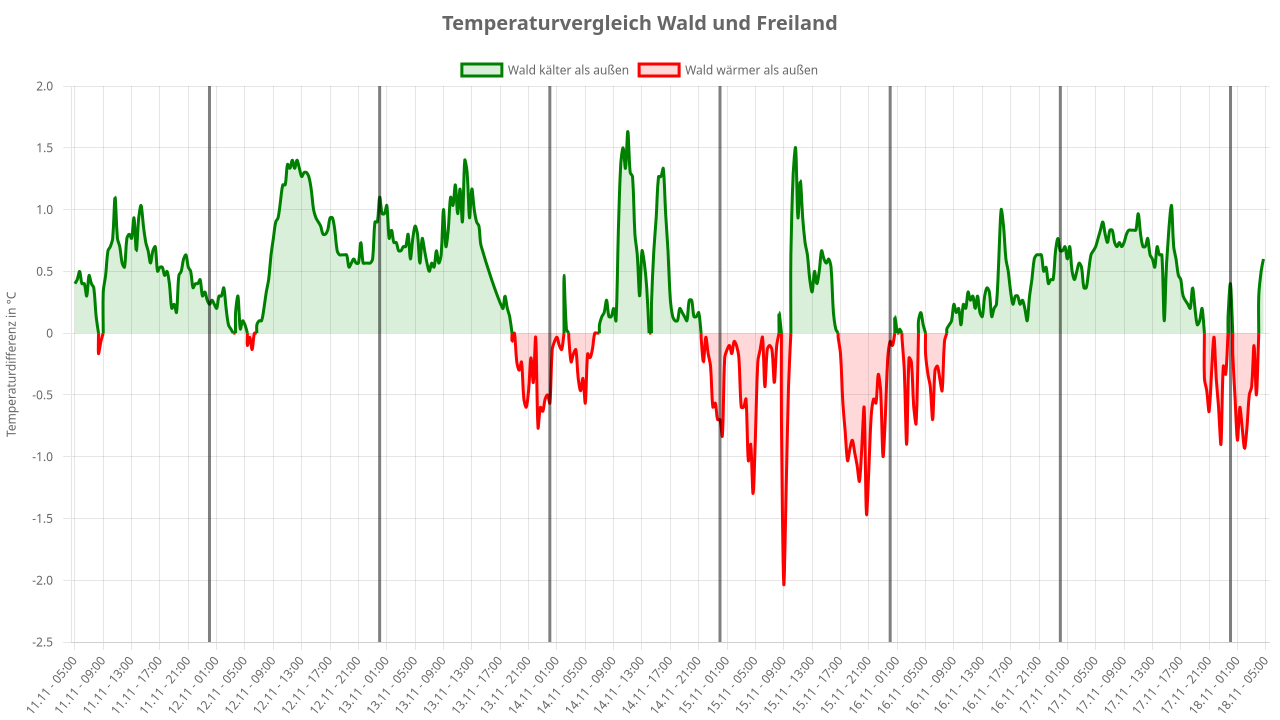 Temperaturvergleich Wald und Freiland
Wald kälter als außen
Wald wärmer als außen
Temperaturdifferenz in °C
2.0
1.5
1.0
0.5
0
-0.5
-1.0
-1.5
-2.0
-2.5
11.11 - 05:00
11.11 - 09:00
11.11 - 13:00
11.11 - 17:00
11.11 - 21:00
12.11 - 01:00
12.11 - 05:00
12.11 - 09:00
12.11 - 13:00
12.11 - 17:00
12.11 - 21:00
13.11 - 01:00
13.11 - 05:00
13.11 - 09:00
13.11 - 13:00
13.11 - 17:00
13.11 - 21:00
14.11 - 01:00
14.11 - 05:00
14.11 - 09:00
14.11 - 13:00
14.11 - 17:00
14.11 - 21:00
15.11 - 01:00
15.11 - 05:00
15.11 - 09:00
15.11 - 13:00
15.11 - 17:00
15.11 - 21:00
16.11 - 01:00
16.11 - 05:00
16.11 - 09:00
16.11 - 13:00
16.11 - 17:00
16.11 - 21:00
17.11 - 01:00
17.11 - 05:00
17.11 - 09:00
17.11 - 13:00
17.11 - 17:00
17.11 - 21:00
18.11 - 01:00
18.11 - 05:00